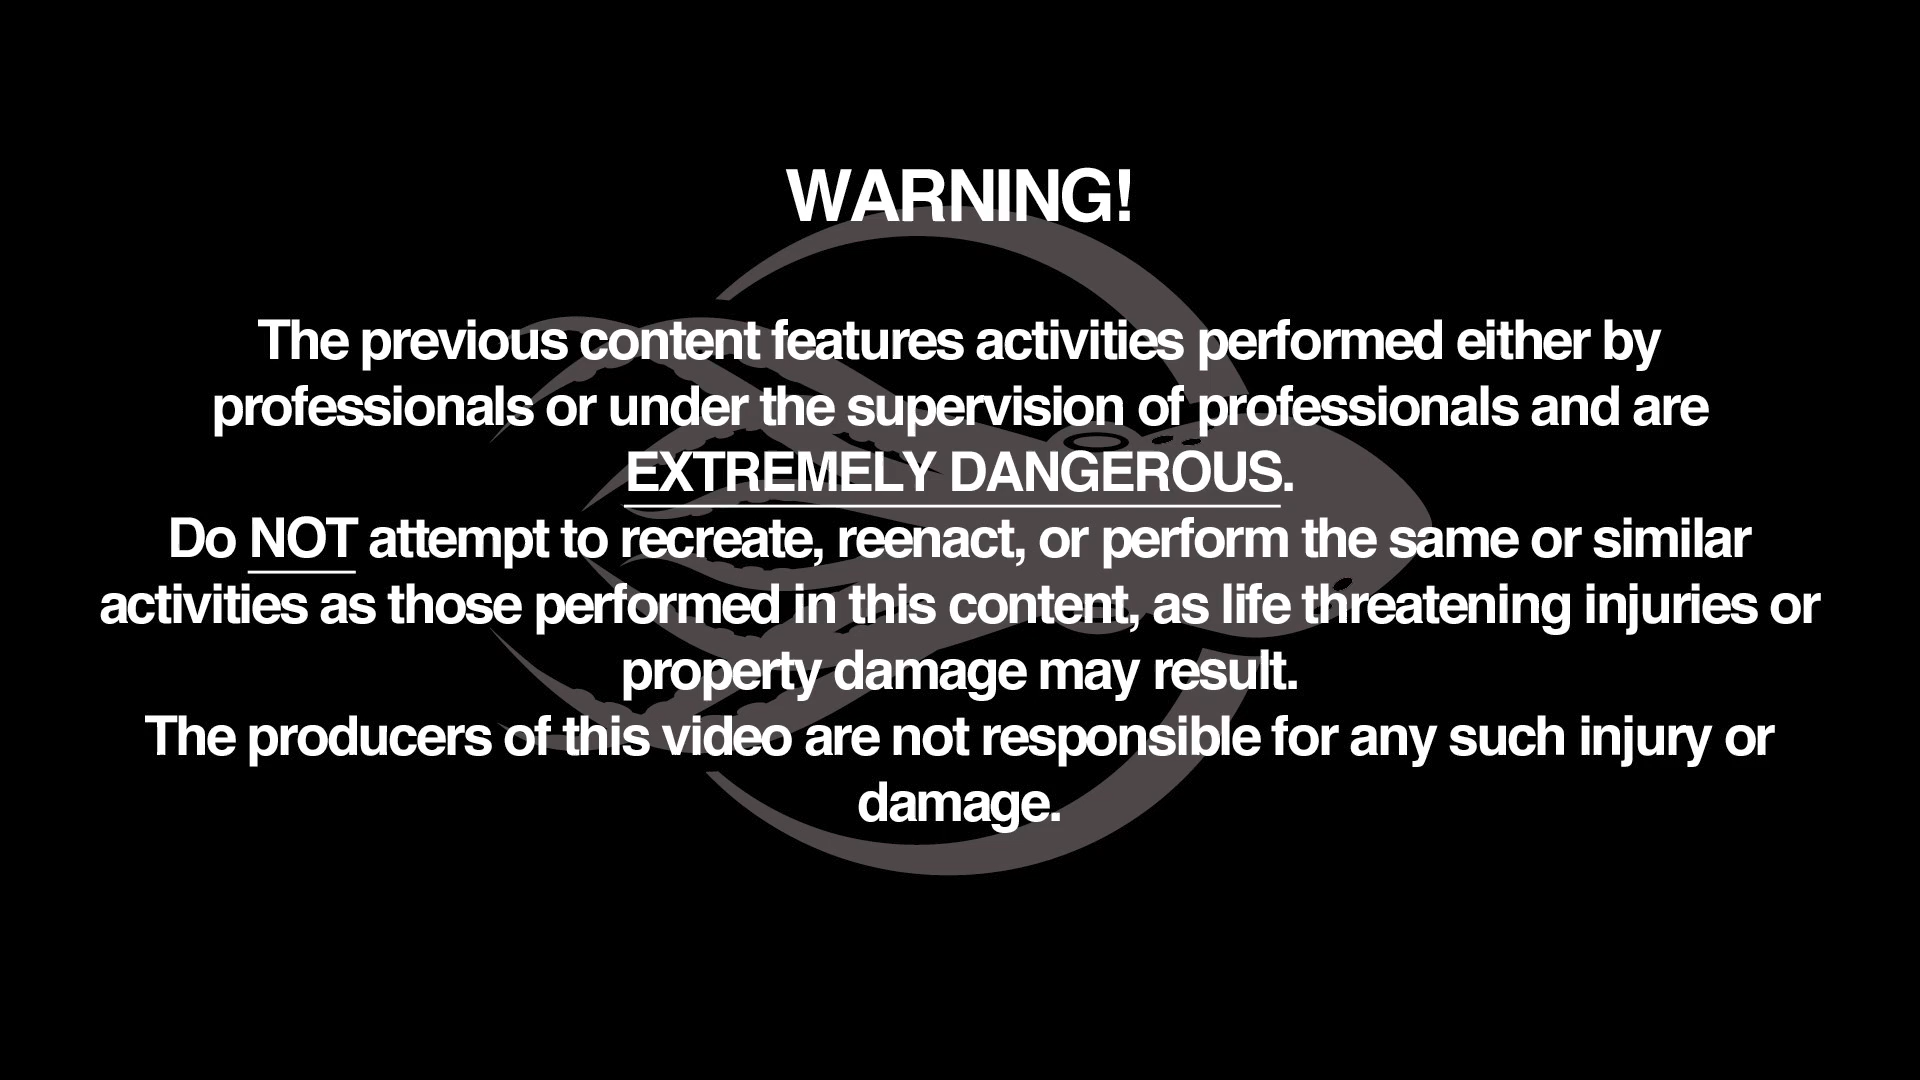 WARNING!
The previous content features activities performed either by
professionals or under the supervision of professionals and are
EXTREMELY DANGEROUS.
Do NOT attempt to recreate, reenact, or perform the same or similar
activities as those performed in this content, as life threatening injuries or
property damage may result.
The producers of this video are not responsible for any such injury or
damage.